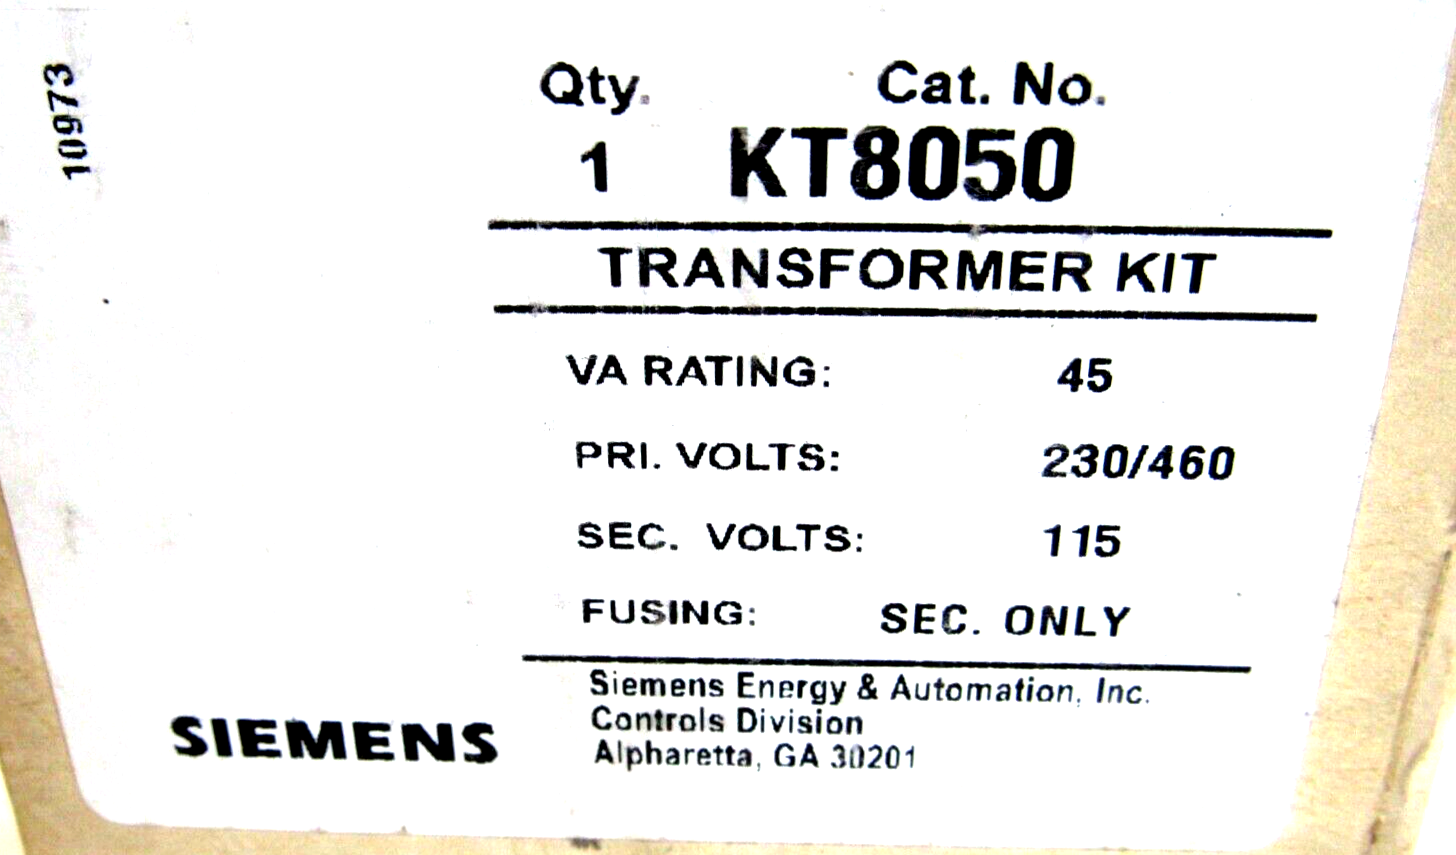 10973
Qty. Cat. No.
1 KT8050
TRANSFORMER KIT
VA RATING: 45
PRI. VOLTS: 230/460
SEC. VOLTS: 115
FUSING: SEC. ONLY
Siemens Energy & Automation, Inc.
Controls Division
Alpharetta, GA 30201
SIEMENS